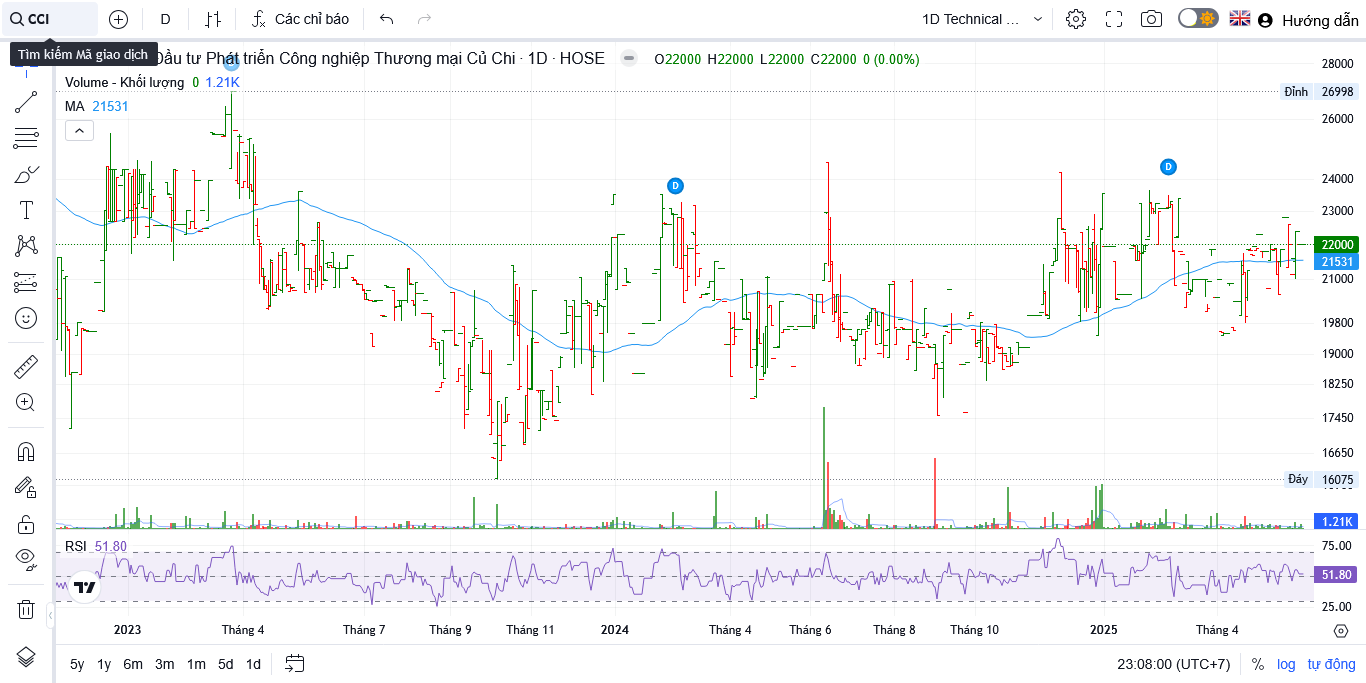 CCI
D
Các chỉ báo
1D Technical ...
Hướng dẫn
Tìm kiếm Mã giao dịch
Đầu tư Phát triển Công nghiệp Thương mại Củ Chi · 1D · HOSE
O22000 H22000 L22000 C22000 0 (0.00%)
Volume - Khối lượng 0 1.21K
MA 21531
28000
Đỉnh 26998
26000
D
D
24000
23000
22000
21531
21000
19800
19000
18250
17450
16650
Đáy 16075
1.21K
RSI 51.80
75.00
51.80
25.00
2023 Tháng 4 Tháng 7 Tháng 9 Tháng 11 2024 Tháng 4 Tháng 6 Tháng 8 Tháng 10 2025 Tháng 4
5y 1y 6m 3m 1m 5d 1d
23:08:00 (UTC+7) % log tự động